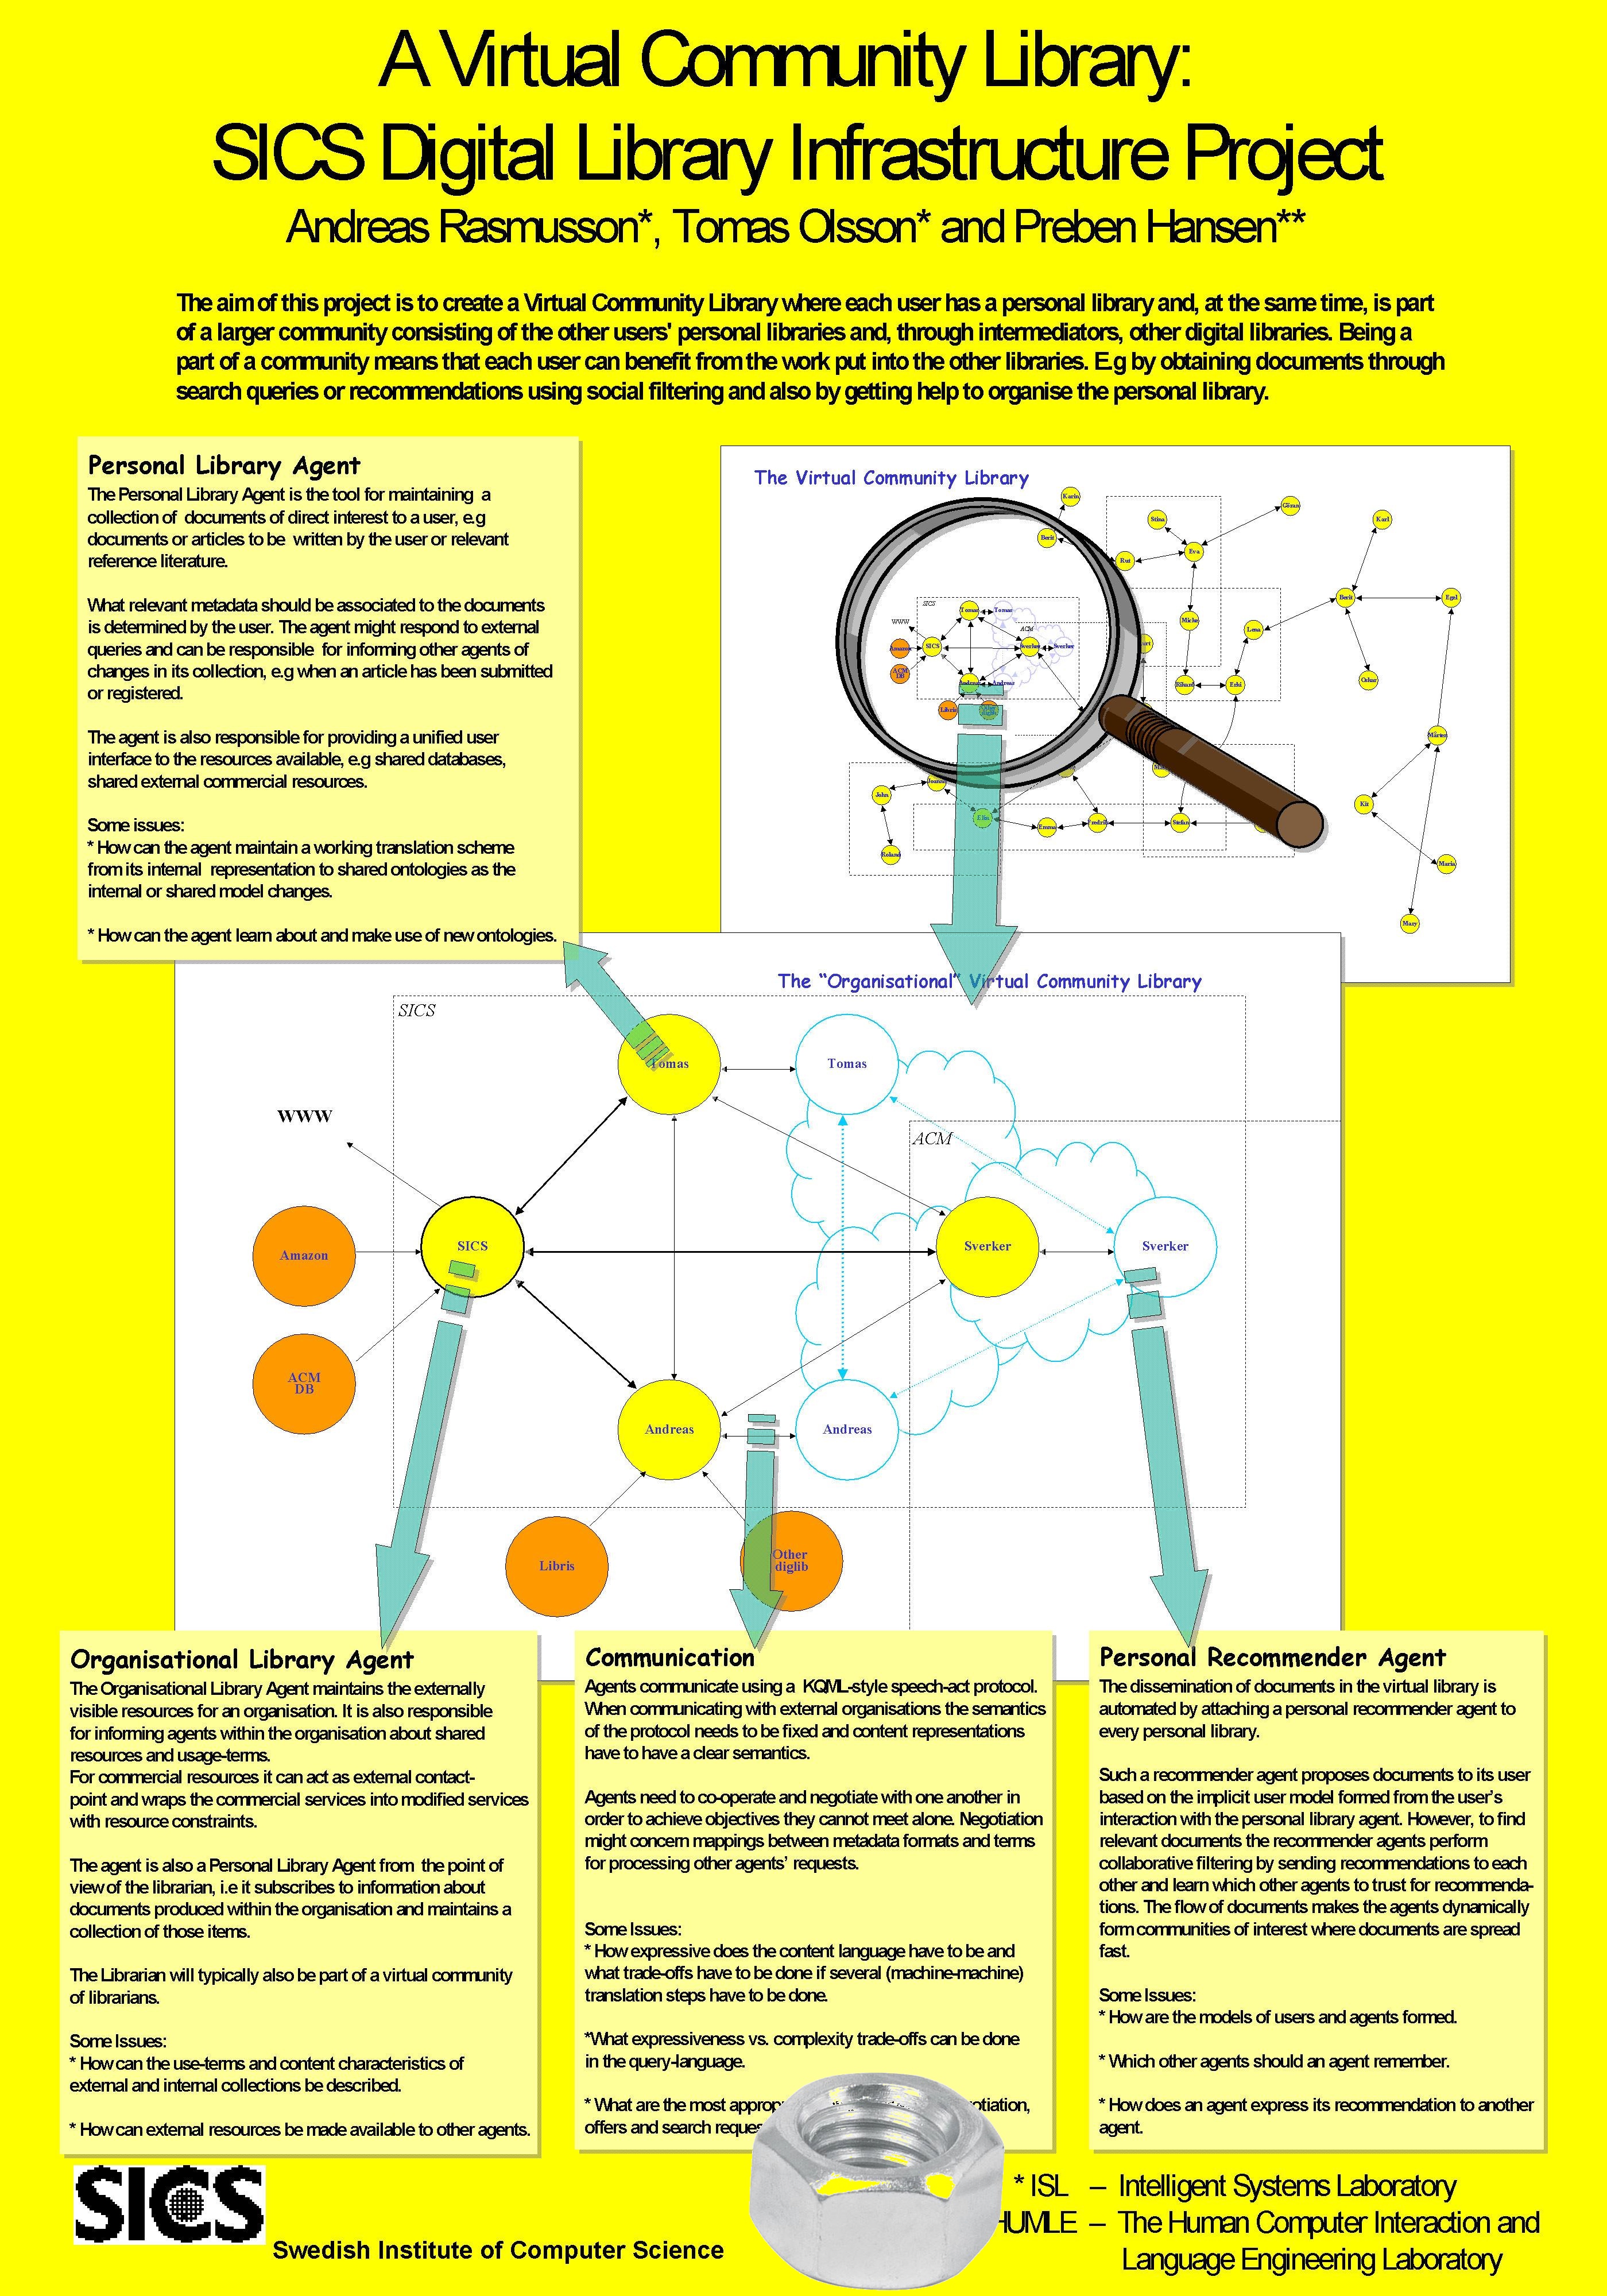 A Virtual Community Library:
SICS Digital Library Infrastructure Project
Andreas Rasmusson*, Tomas Olsson* and Preben Hansen**
The aim of this project is to create a Virtual Community Library where each user has a personal library and, at the same time, is part
of a larger community consisting of the other users' personal libraries and, through intermediators, other digital libraries. Being a
part of a community means that each user can benefit from the work put into the other libraries. E.g by obtaining documents through
search queries or recommendations using social filtering and also by getting help to organise the personal library.
Personal Library Agent
The Personal Library Agent is the tool for maintaining a
collection of documents of direct interest to a user, e.g
documents or articles to be written by the user or relevant
reference literature.
What relevant metadata should be associated to the documents
is determined by the user. The agent might respond to external
queries and can be responsible for informing other agents of
changes in its collection, e.g when an article has been submitted
or registered.
The agent is also responsible for providing a unified user
interface to the resources available, e.g shared databases,
shared external commercial resources.
Some issues:
* How can the agent maintain a working translation scheme
from its internal representation to shared ontologies as the
internal or shared model changes.
* How can the agent learn about and make use of new ontologies.
The Virtual Community Library
Karin
Berit
Stina
Göran
Karl
Rut
Eva
Berit
Egel
Micke
Lena
Rikard
Erki
Oskar
Märten
Kit
Maria
Mary
SICS
Tomas
Tomas
WWW
ACM
Amazon
SICS
Sverker
Sverker
ACM
DB
Andreas
Andreas
Libris
John
Joanna
Elin
Emma
Fredrik
Stefan
Roland
The “Organisational” Virtual Community Library
SICS
Tomas
Tomas
WWW
ACM
Amazon
SICS
Sverker
Sverker
ACM
DB
Andreas
Andreas
Libris
Other
diglib
Organisational Library Agent
The Organisational Library Agent maintains the externally
visible resources for an organisation. It is also responsible
for informing agents within the organisation about shared
resources and usage-terms.
For commercial resources it can act as external contact-
point and wraps the commercial services into modified services
with resource constraints.
The agent is also a Personal Library Agent from the point of
view of the librarian, i.e it subscribes to information about
documents produced within the organisation and maintains a
collection of those items.
The Librarian will typically also be part of a virtual community
of librarians.
Some Issues:
* How can the use-terms and content characteristics of
external and internal collections be described.
* How can external resources be made available to other agents.
Communication
Agents communicate using a KQML-style speech-act protocol.
When communicating with external organisations the semantics
of the protocol needs to be fixed and content representations
have to have a clear semantics.
Agents need to co-operate and negotiate with one another in
order to achieve objectives they cannot meet alone. Negotiation
might concern mappings between metadata formats and terms
for processing other agents’ requests.
Some Issues:
* How expressive does the content language have to be and
what trade-offs have to be done if several (machine-machine)
translation steps have to be done.
*What expressiveness vs. complexity trade-offs can be done
in the query-language.
* What are the most
offers and search
Personal Recommender Agent
The dissemination of documents in the virtual library is
automated by attaching a personal recommender agent to
every personal library.
Such a recommender agent proposes documents to its user
based on the implicit user model formed from the user’s
interaction with the personal library agent. However, to find
relevant documents the recommender agents perform
collaborative filtering by sending recommendations to each
other and learn which other agents to trust for recommenda-
tions. The flow of documents makes the agents dynamically
form communities of interest where documents are spread
fast.
Some Issues:
* How are the models of users and agents formed.
* Which other agents should an agent remember.
* How does an agent express its recommendation to another
agent.
SICS
Swedish Institute of Computer Science
* ISL – Intelligent Systems Laboratory
HUMLE – The Human Computer Interaction and
Language Engineering Laboratory